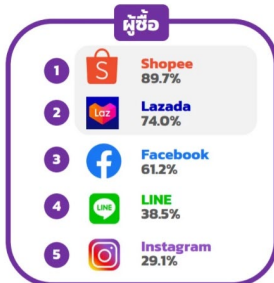 ผู้ซื้อ
1
S
Shopee
89.7%
2
Laz
Lazada
74.0%
3
f
Facebook
61.2%
4
LINE
LINE
38.5%
5
Instagram
29.1%